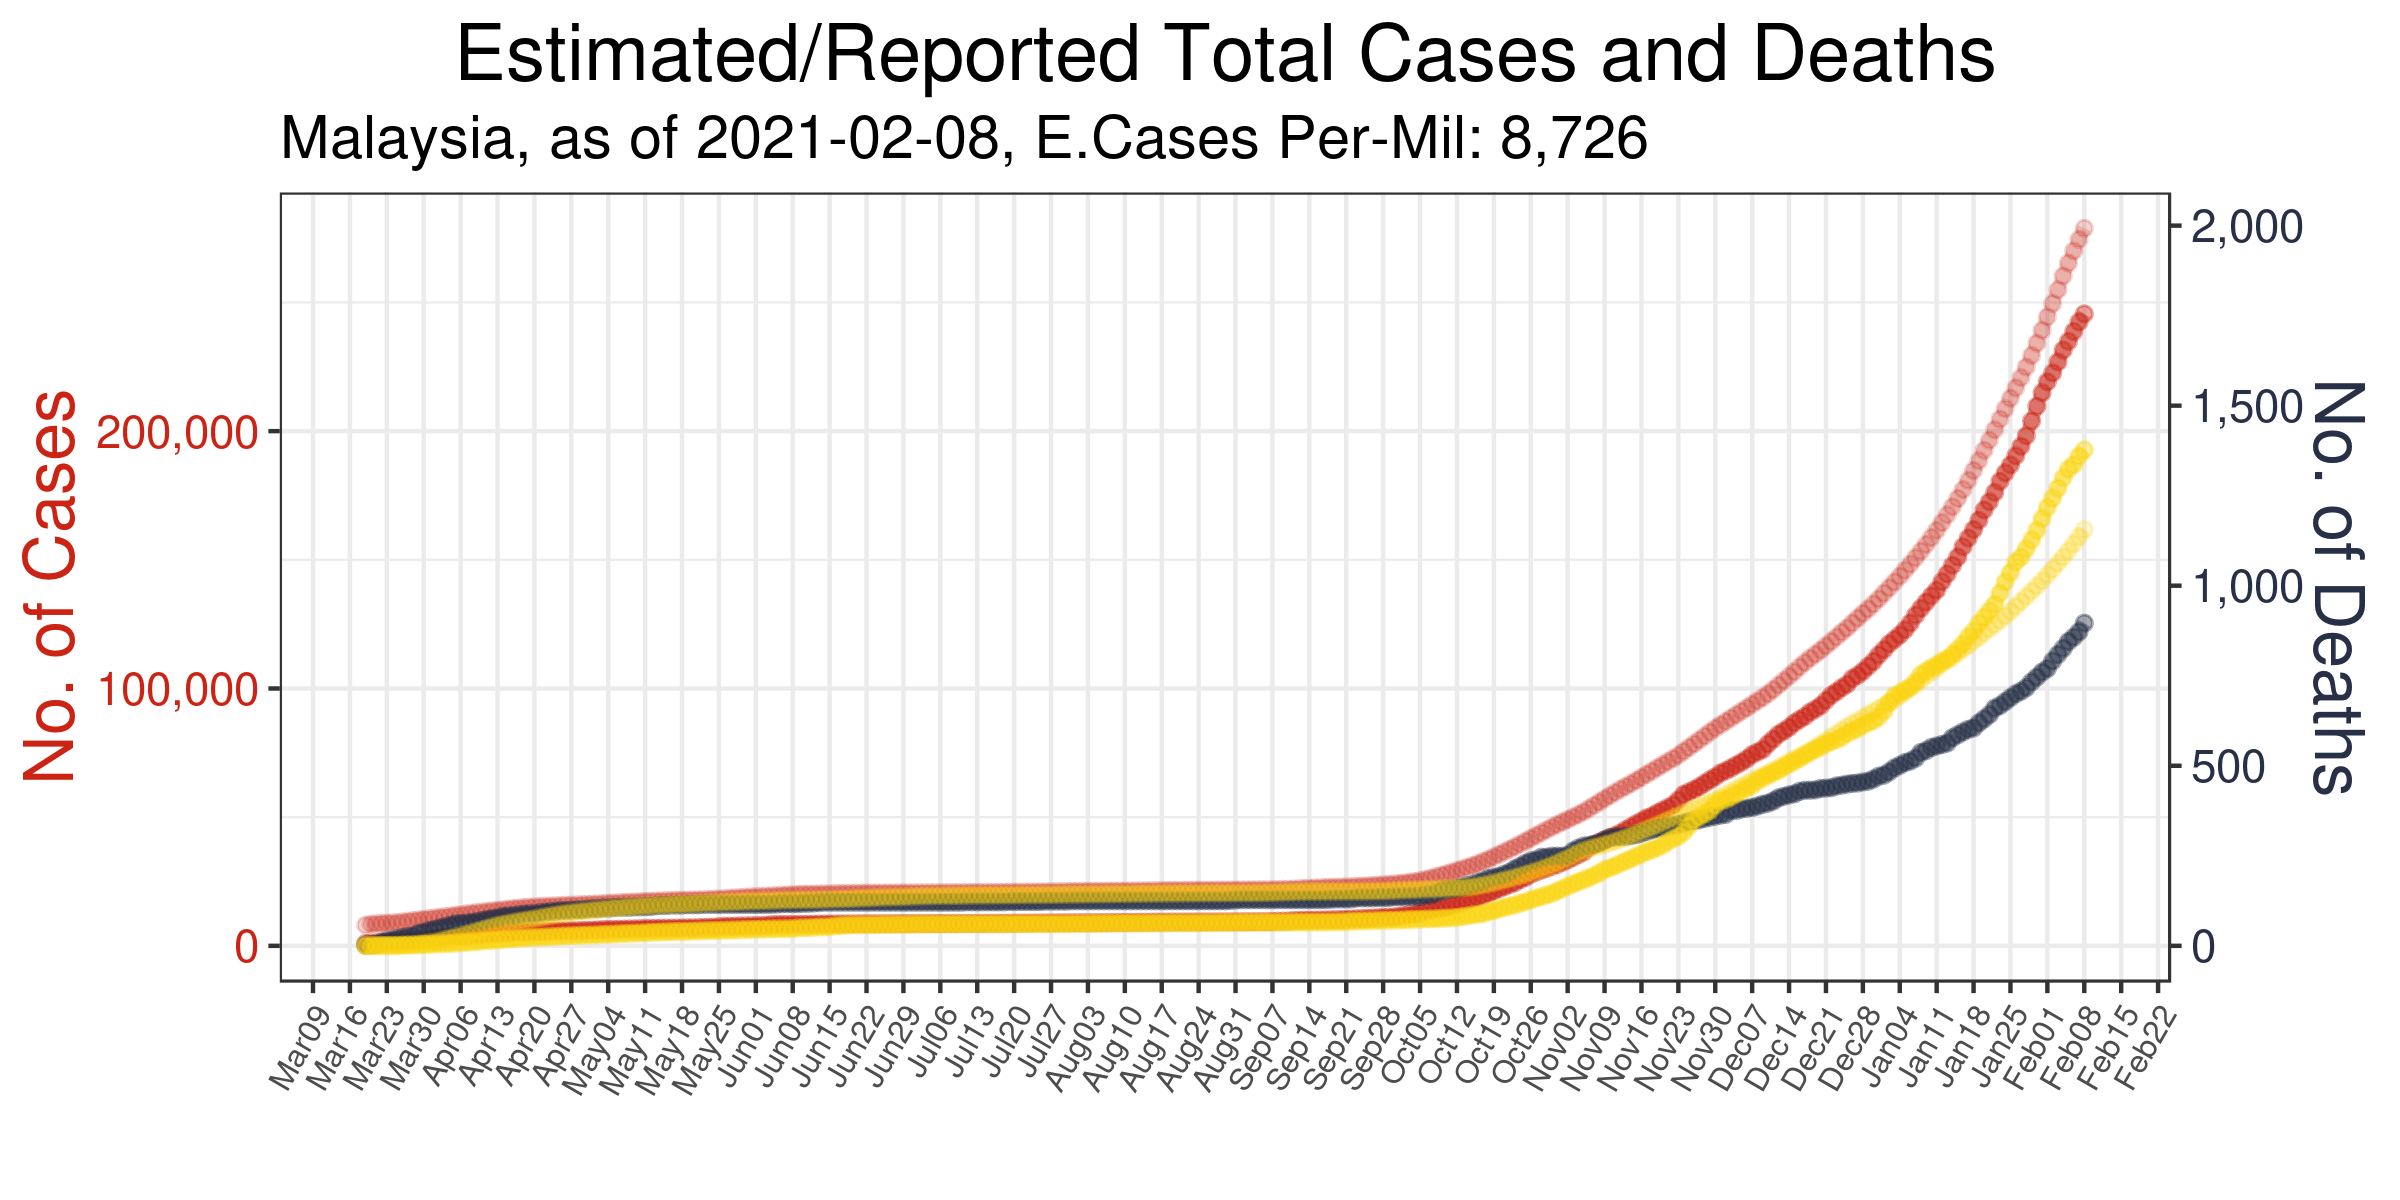 Estimated/Reported Total Cases and Deaths
Malaysia, as of 2021-02-08, E.Cases Per-Mil: 8,726
No. of Cases
200,000
100,000
0
2,000
1,500
1,000
500
0
No. of Deaths
Mar09 Mar16 Mar23 Mar30 Apr06 Apr13 Apr20 Apr27 May04 May11 May18 May25 Jun01 Jun08 Jun15 Jun22 Jun29 Jul06 Jul13 Jul20 Jul27 Aug03 Aug10 Aug17 Aug24 Aug31 Sep07 Sep14 Sep21 Sep28 Oct05 Oct12 Oct19 Oct26 Nov02 Nov09 Nov16 Nov23 Nov30 Dec07 Dec14 Dec21 Dec28 Jan04 Jan11 Jan18 Jan25 Feb01 Feb08 Feb15 Feb22